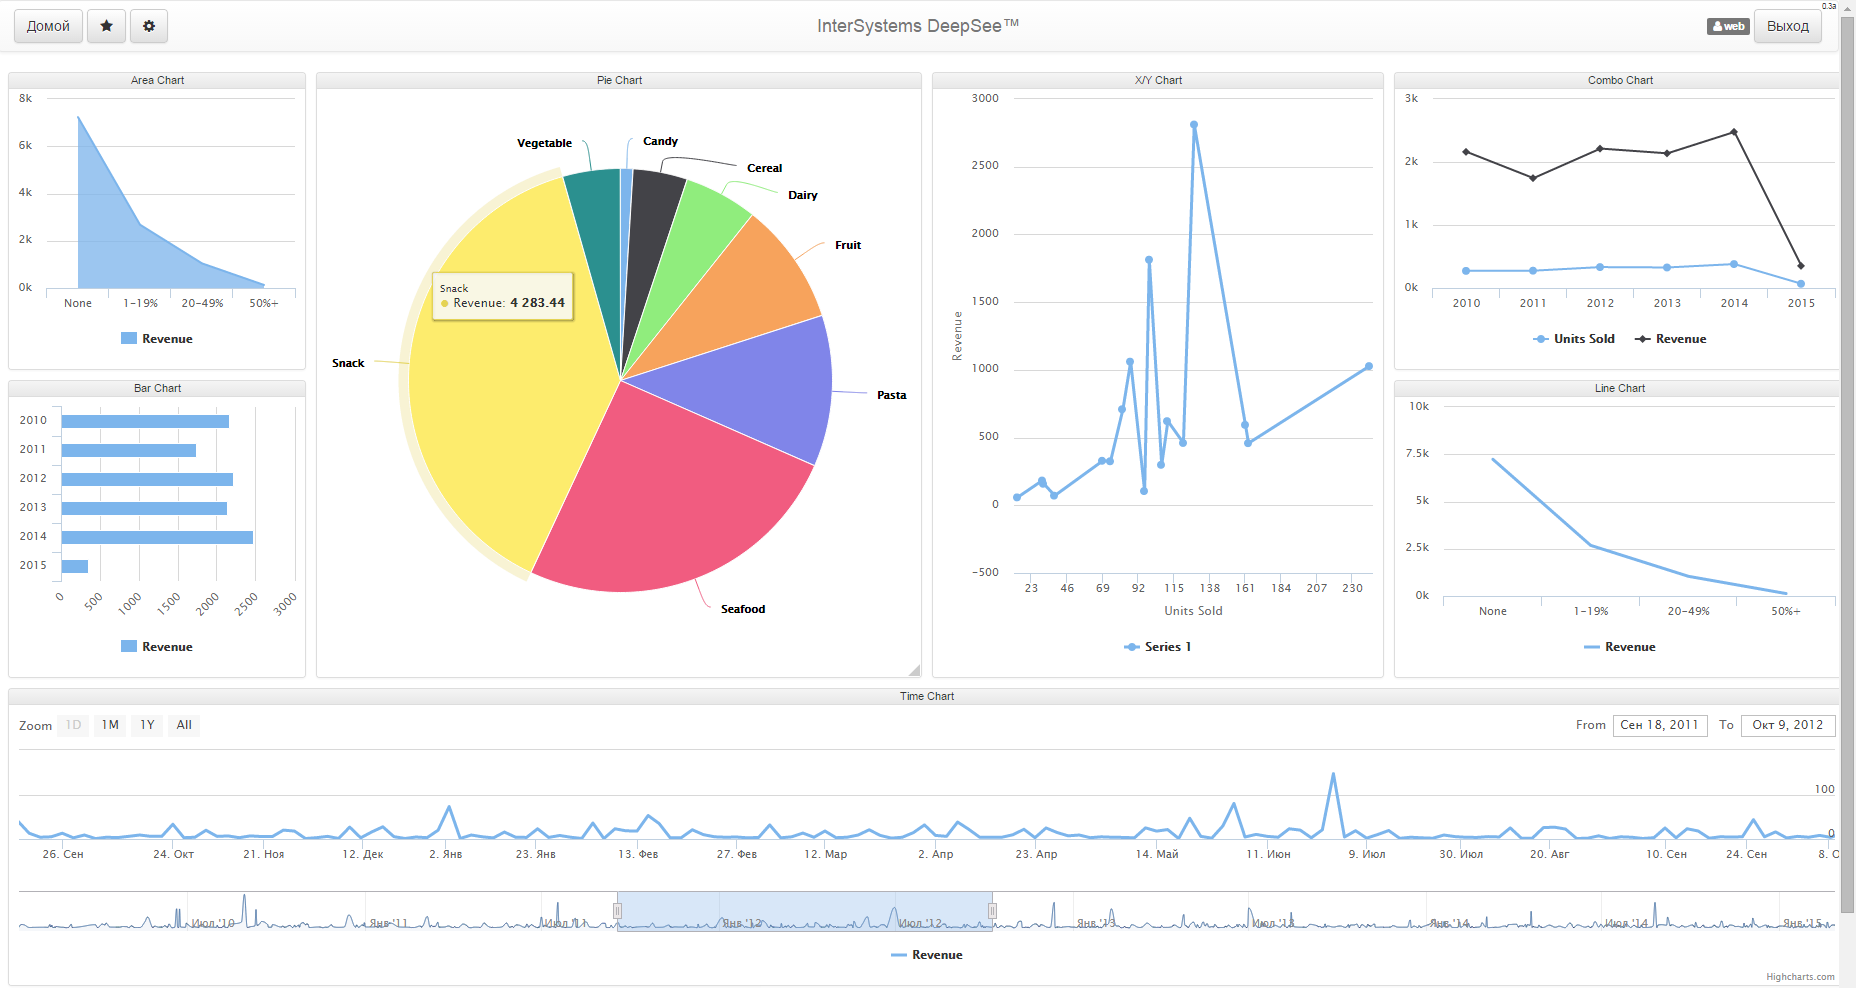 0.3a
Домой
InterSystems DeepSee™
web
Выход
Area Chart
8k
6k
4k
2k
0k
None 1–19% 20–49% 50%+
Revenue
Pie Chart
Vegetable
Candy
Cereal
Dairy
Fruit
Snack
Revenue: 4 283.44
Snack
Pasta
Seafood
X/Y Chart
3000
2500
2000
1500
1000
500
0
−500
Revenue
23 46 69 92 115 138 161 184 207 230
Units Sold
Series 1
Combo Chart
3k
2k
1k
0k
2010 2011 2012 2013 2014 2015
Units Sold Revenue
Bar Chart
2010
2011
2012
2013
2014
2015
0 500 1000 1500 2000 2500 3000
Revenue
Line Chart
10k
7.5k
5k
2.5k
0k
None 1–19% 20–49% 50%+
Revenue
Time Chart
Zoom 1D 1M 1Y All
From Сен 18, 2011 To Окт 9, 2012
100
0
26. Сен 24. Окт 21. Ноя 12. Дек 2. Янв 23. Янв 13. Фев 27. Фев 12. Мар 2. Апр 23. Апр 14. Май 11. Июн 9. Июл 30. Июл 20. Авг 10. Сен 24. Сен 8. О
Июл '10 Янв '11 Июл '11 Янв '12 Июл '12 Янв '13 Июл '13 Янв '14 Июл '14 Янв '15
Revenue
Highcharts.com